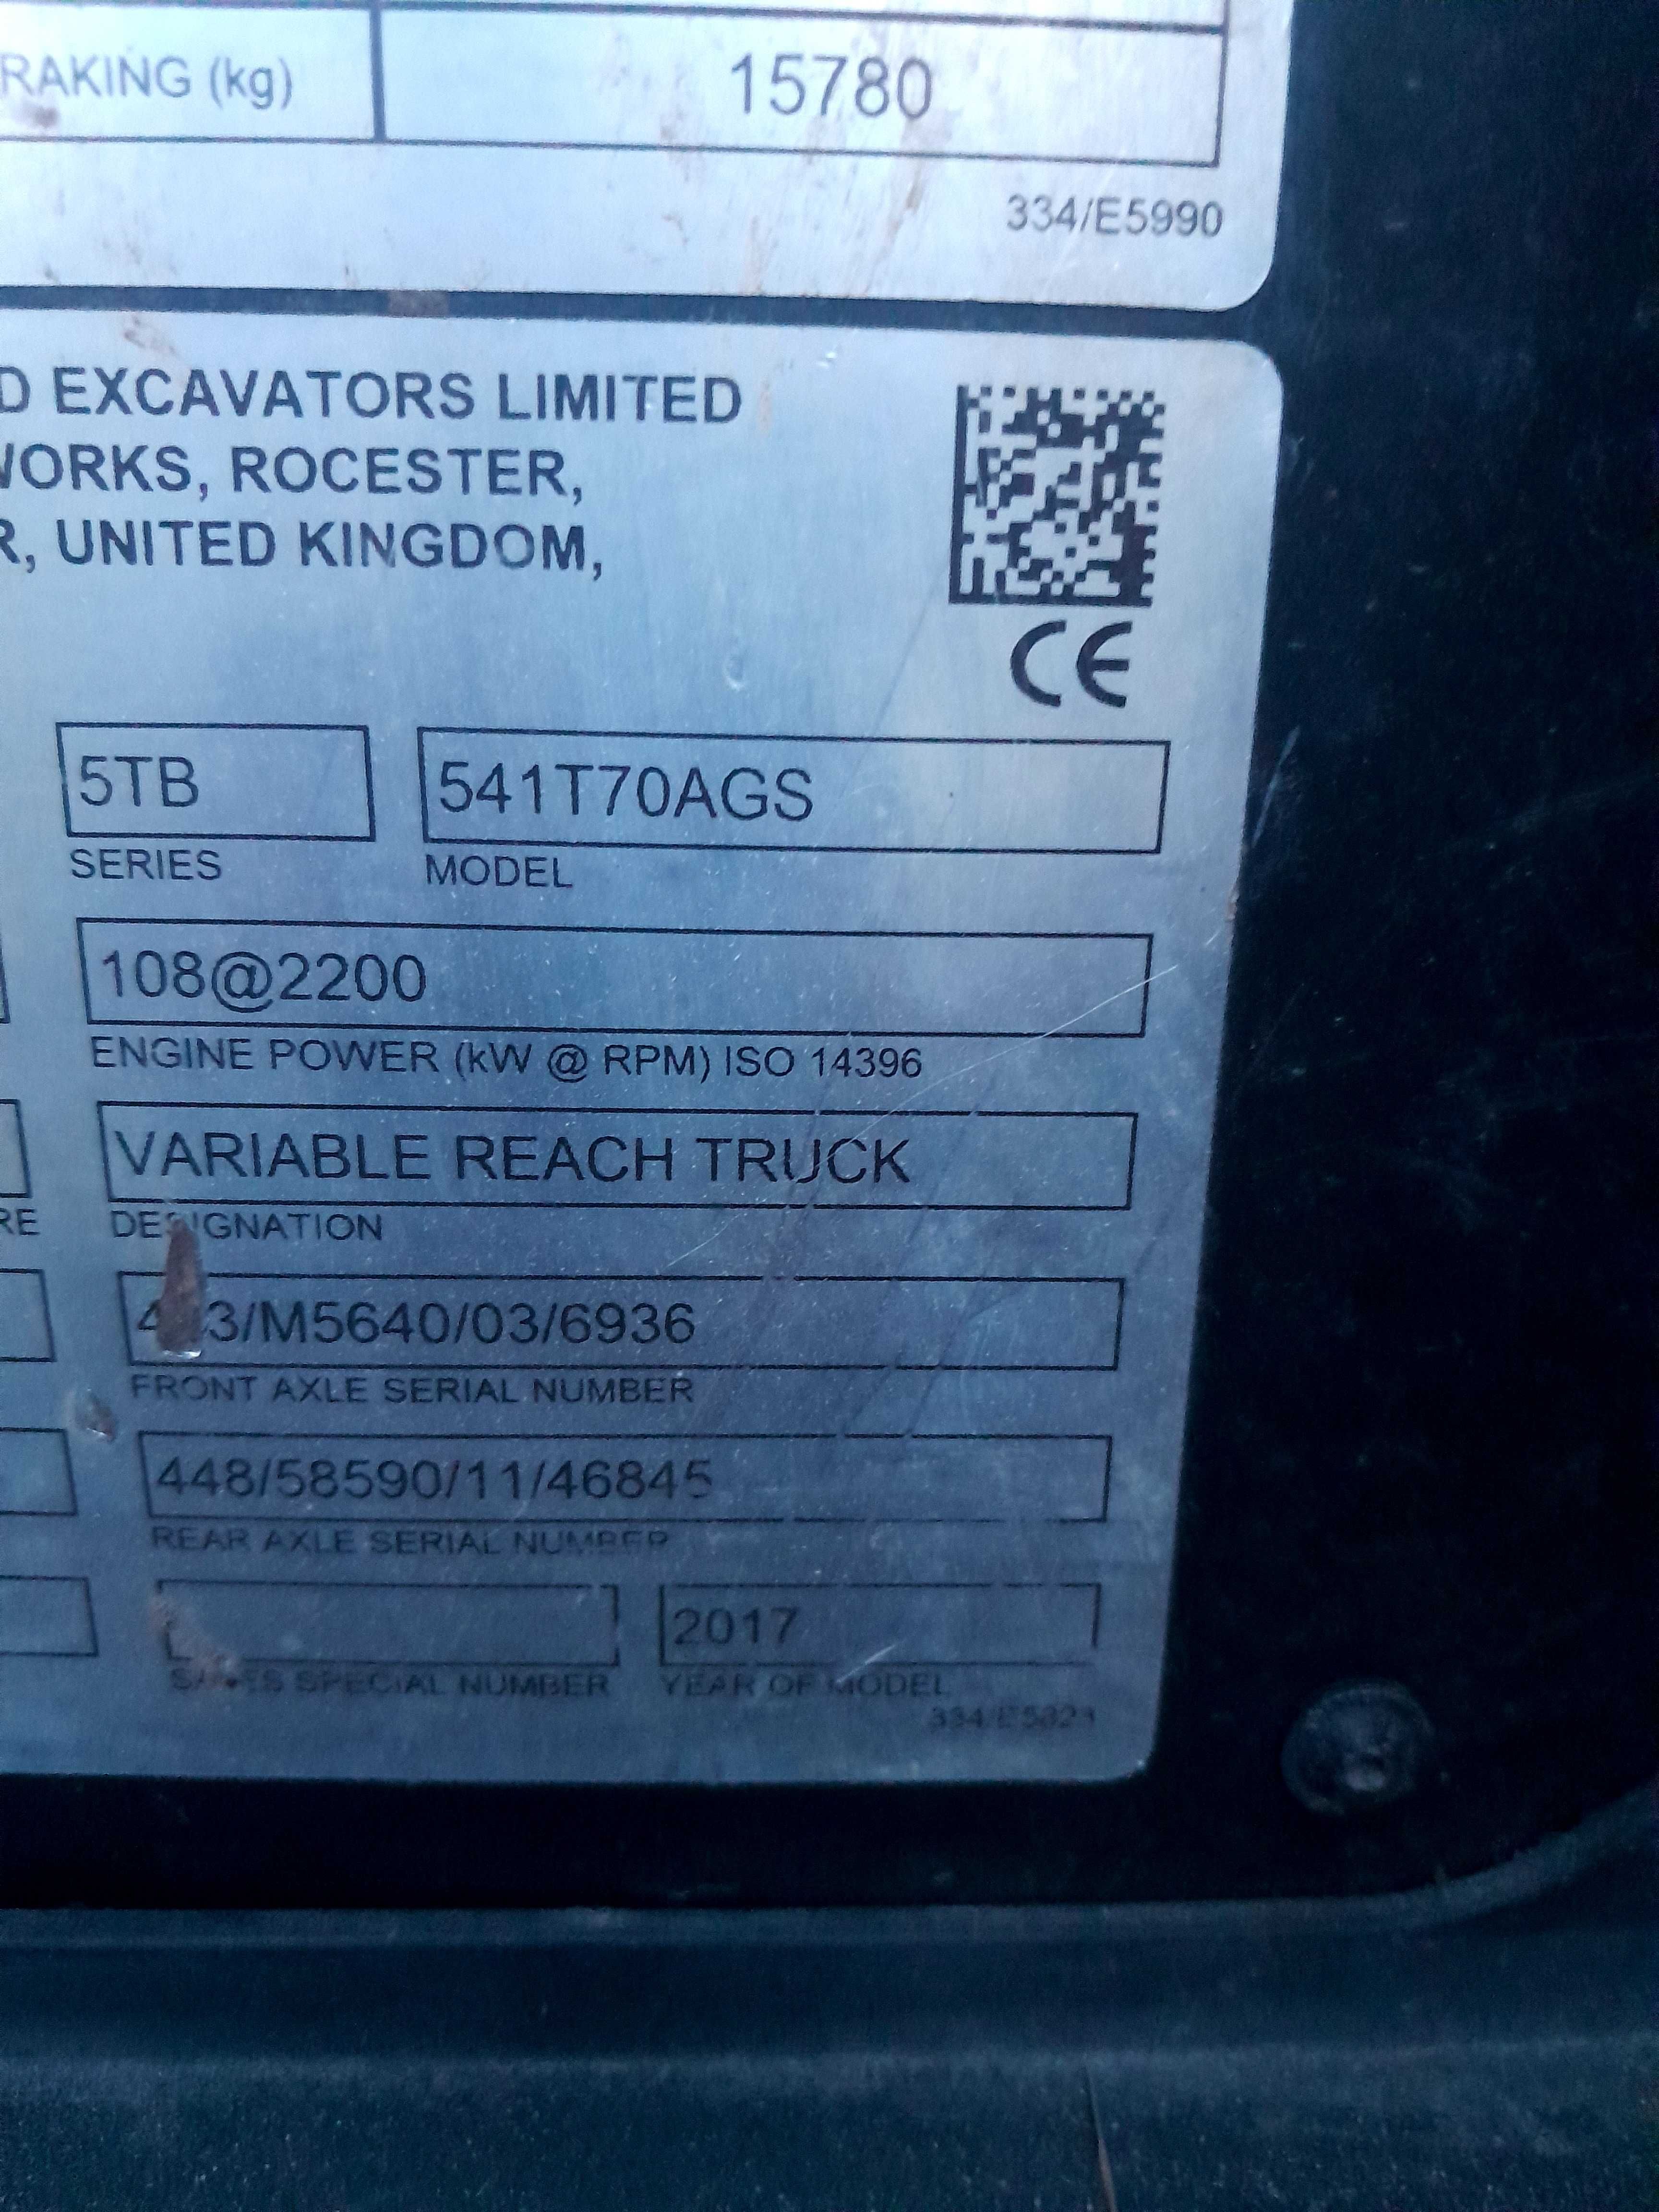 RAKING (kg) 15780
334/E5990
D EXCAVATORS LIMITED
WORKS, ROCESTER,
R, UNITED KINGDOM,
CE
5TB 541T70AGS
SERIES MODEL
108@2200
ENGINE POWER (kW @ RPM) ISO 14396
VARIABLE REACH TRUCK
RE DESIGNATION
3/M5640/03/6936
FRONT AXLE SERIAL NUMBER
448/58590/11/46845
REAR AXLE SERIAL NUMBER
2017
SPECIAL NUMBER YEAR OF MODEL